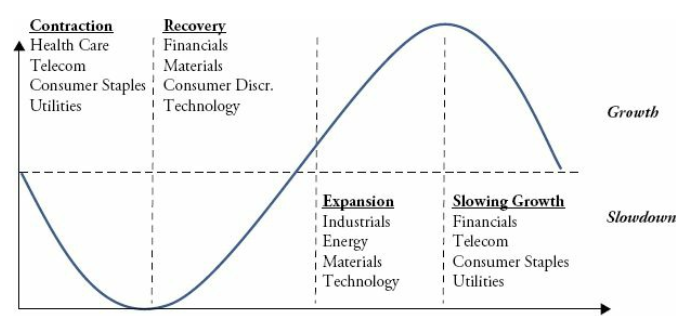 Contraction
Health Care
Telecom
Consumer Staples
Utilities
Recovery
Financials
Materials
Consumer Discr.
Technology
Growth
Expansion
Industrials
Energy
Materials
Technology
Slowing Growth
Financials
Telecom
Consumer Staples
Utilities
Slowdown